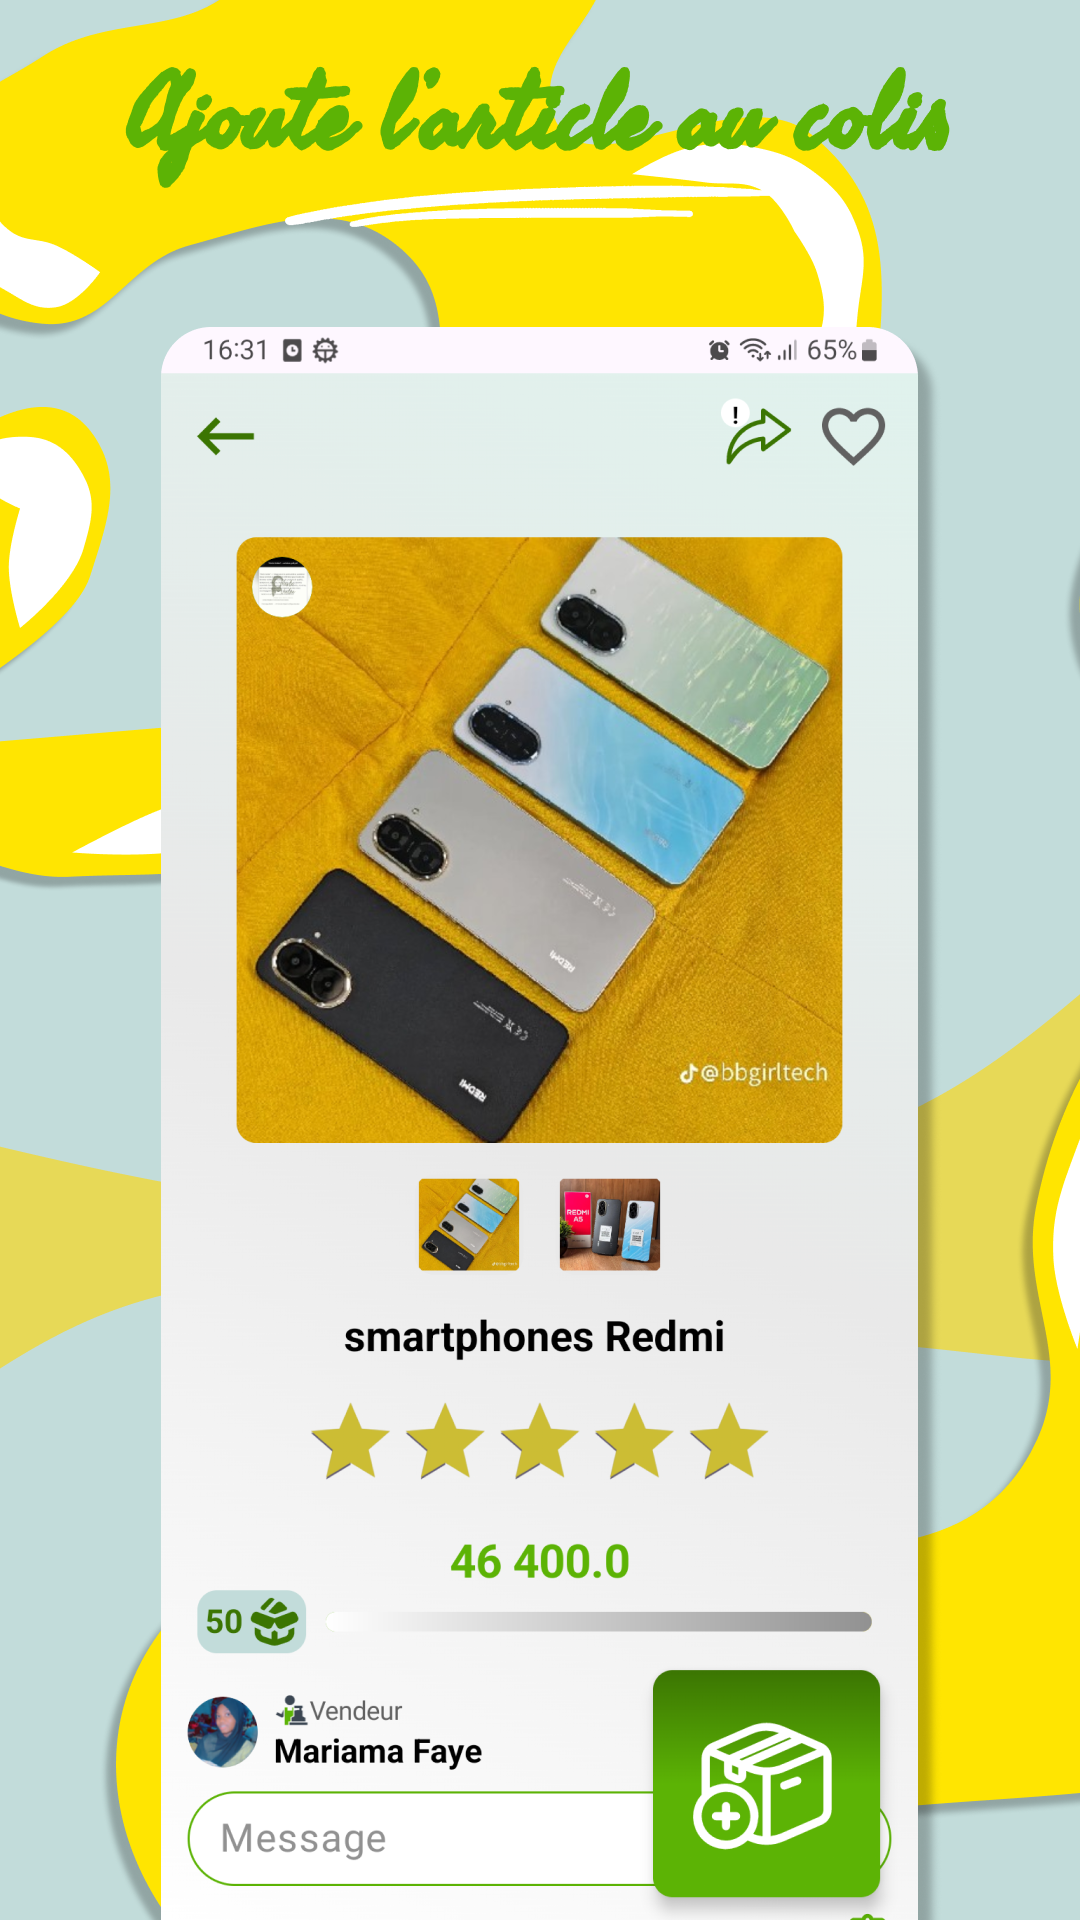 Ajoute l'article au colis
16:31
65%
!
REDMI
REDMI
@bbgirltech
REDMI
A5
smartphones Redmi
46 400.0
50
Vendeur
Mariama Faye
Message